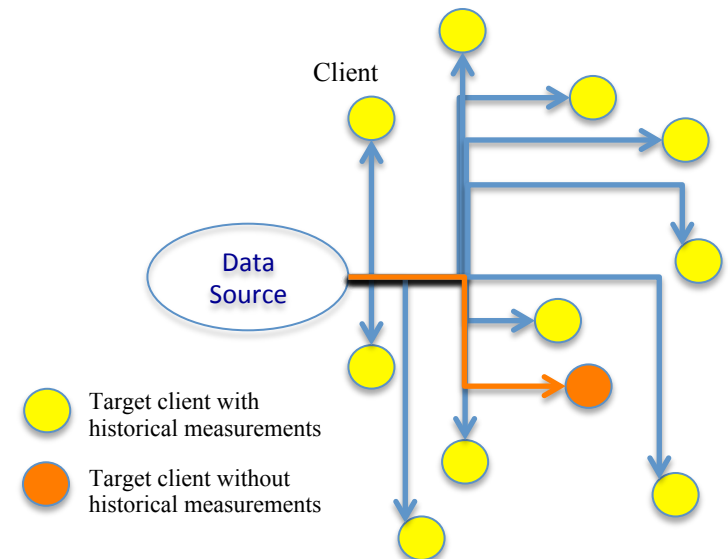 Client
Data
Source
Target client with
historical measurements
Target client without
historical measurements